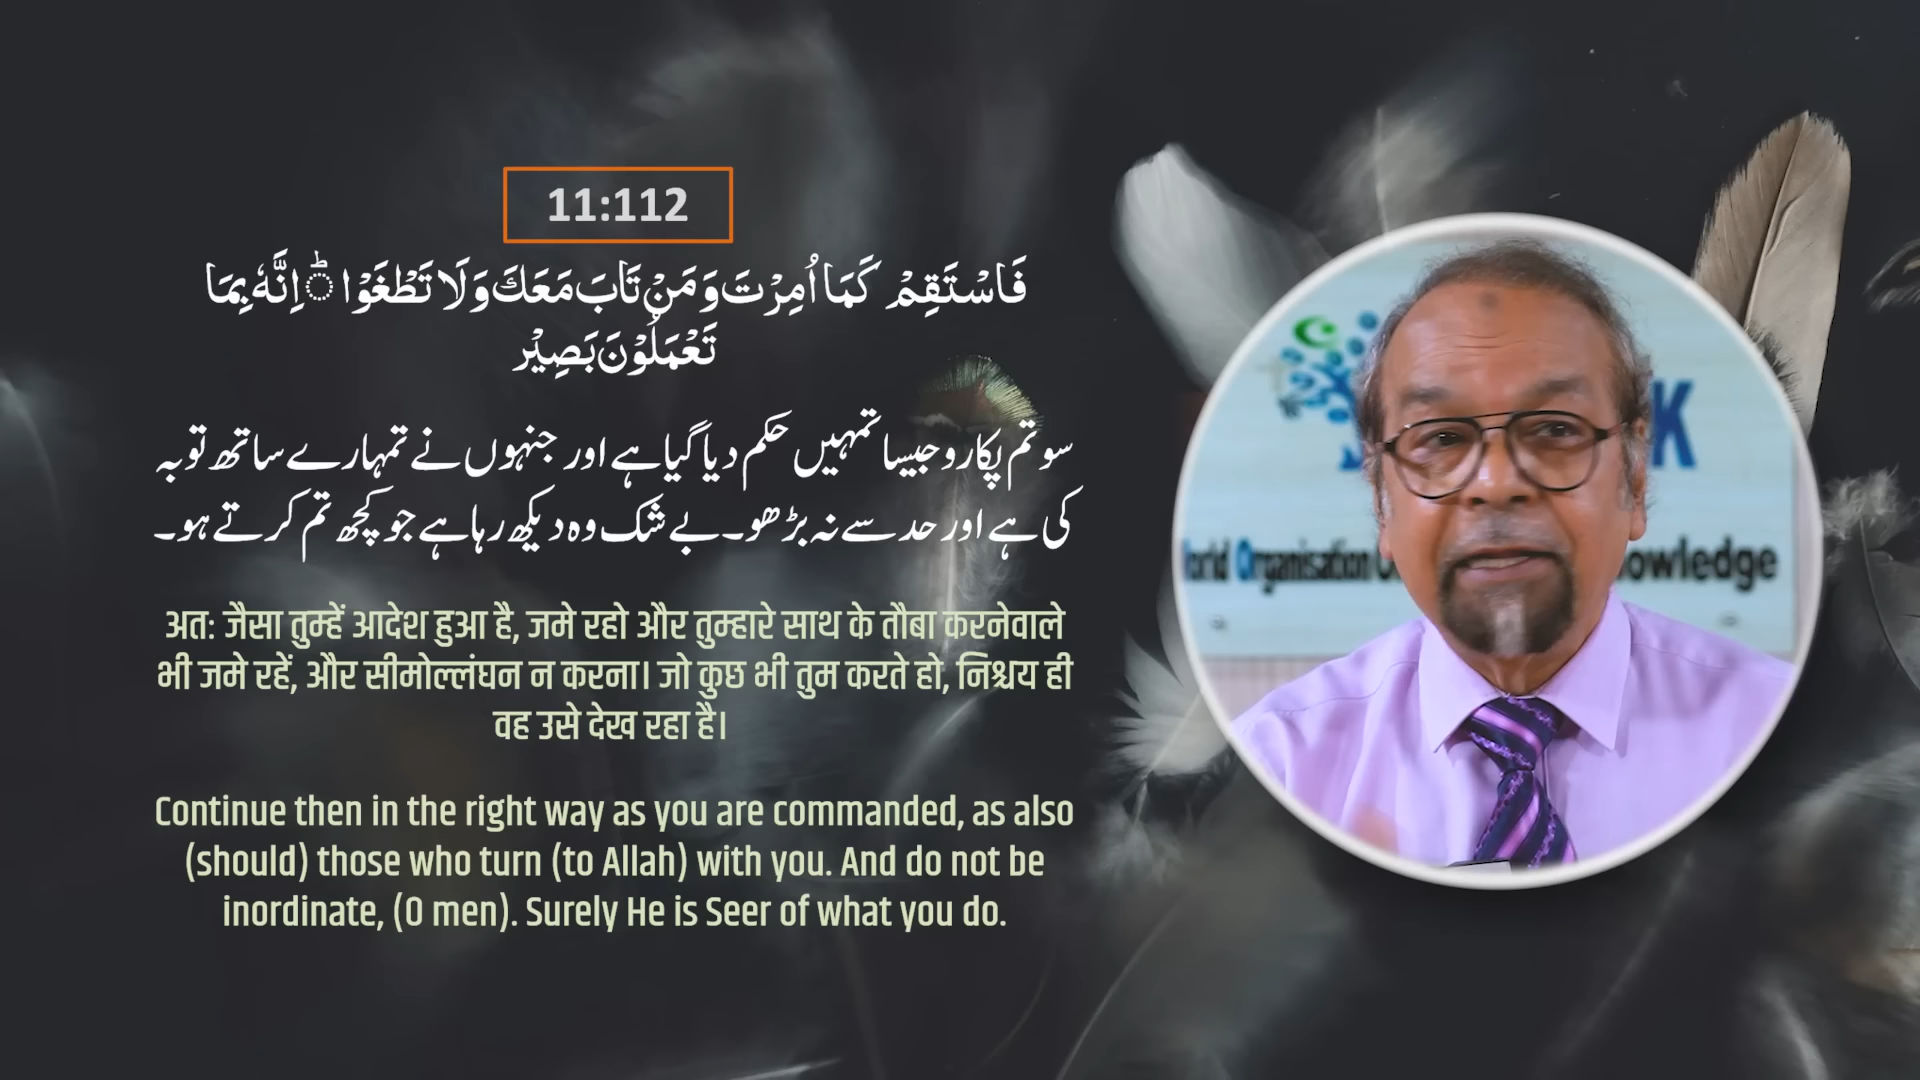 11:112
فَاسْتَقِمْ كَمَا اُمِرْتَ وَمَنْ تَابَ مَعَكَ وَلَا تَطْغَوْا ؕ اِنَّهٗ بِمَا
تَعْمَلُوْنَ بَصِيْر
سو تم پکارو جیسا تمہیں حکم دیا گیا ہے اور جنہوں نے تمہارے ساتھ توبہ
کی ہے اور حد سے نہ بڑھو۔ بے شک وہ دیکھ رہا ہے جو کچھ تم کرتے ہو۔
अतः जैसा तुम्हें आदेश हुआ है, जमे रहो और तुम्हारे साथ के तौबा करनेवाले
भी जमे रहें, और सीमोल्लंघन न करना। जो कुछ भी तुम करते हो, निश्चय ही
वह उसे देख रहा है।
Continue then in the right way as you are commanded, as also
(should) those who turn (to Allah) with you. And do not be
inordinate, (O men). Surely He is Seer of what you do.
K
orld Organisation O owledge